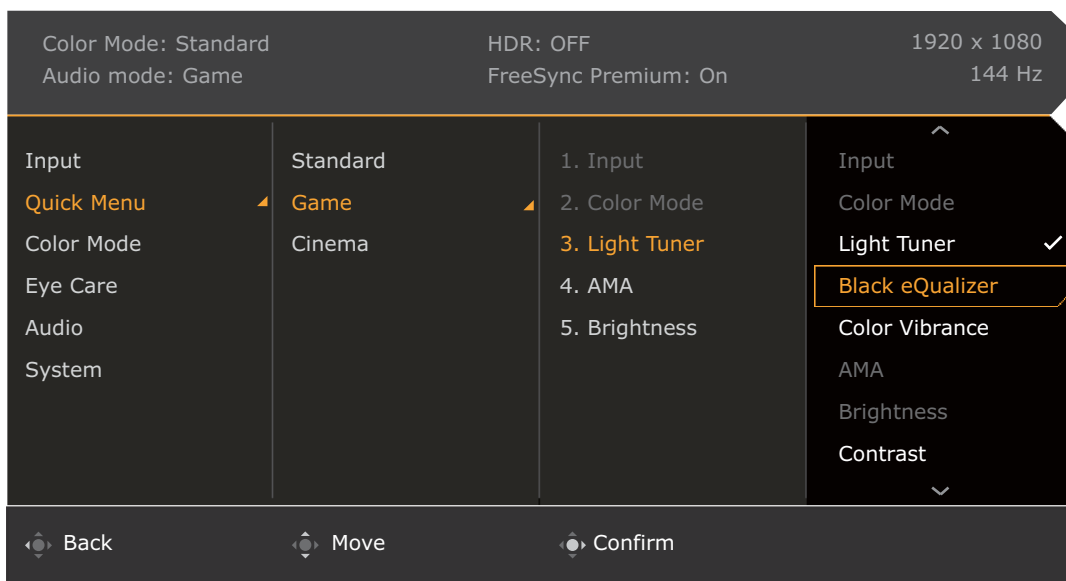 Color Mode: Standard
Audio mode: Game
HDR: OFF
FreeSync Premium: On
1920 x 1080
144 Hz
Input
Quick Menu
Color Mode
Eye Care
Audio
System
Standard
Game
Cinema
1. Input
2. Color Mode
3. Light Tuner
4. AMA
5. Brightness
Input
Color Mode
Light Tuner
Black eQualizer
Color Vibrance
AMA
Brightness
Contrast
Back
Move
Confirm